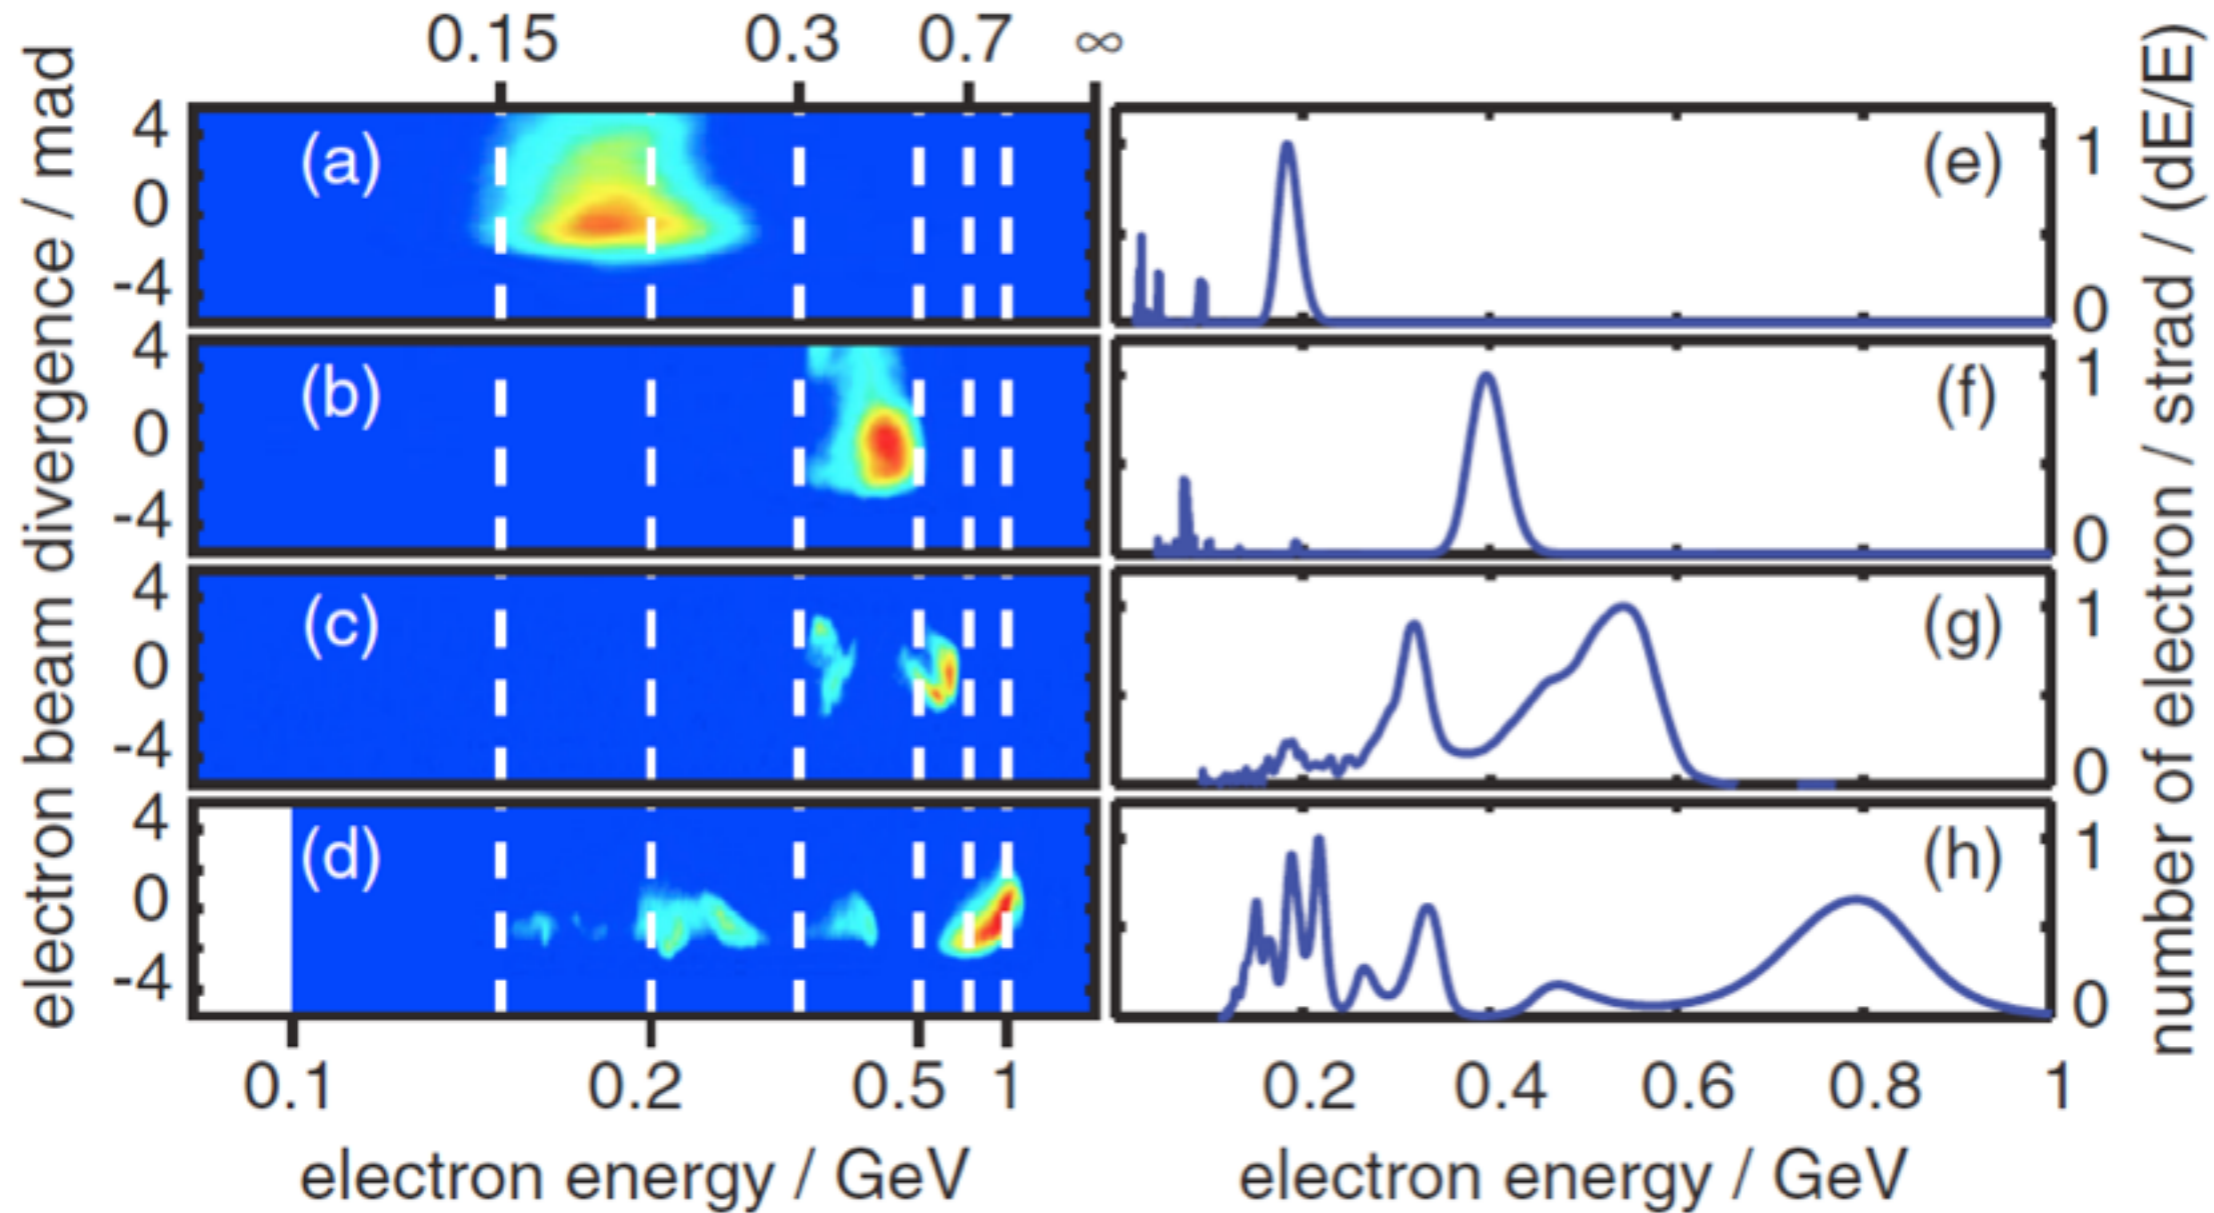 0.15 0.3 0.7 ∞
electron beam divergence / mad
4
0
-4
(a)
(e)
1
0
4
0
-4
(b)
(f)
1
0
4
0
-4
(c)
(g)
1
0
4
0
-4
(d)
(h)
1
0
number of electron / strad / (dE/E)
0.1 0.2 0.5 1
0.2 0.4 0.6 0.8 1
electron energy / GeV
electron energy / GeV